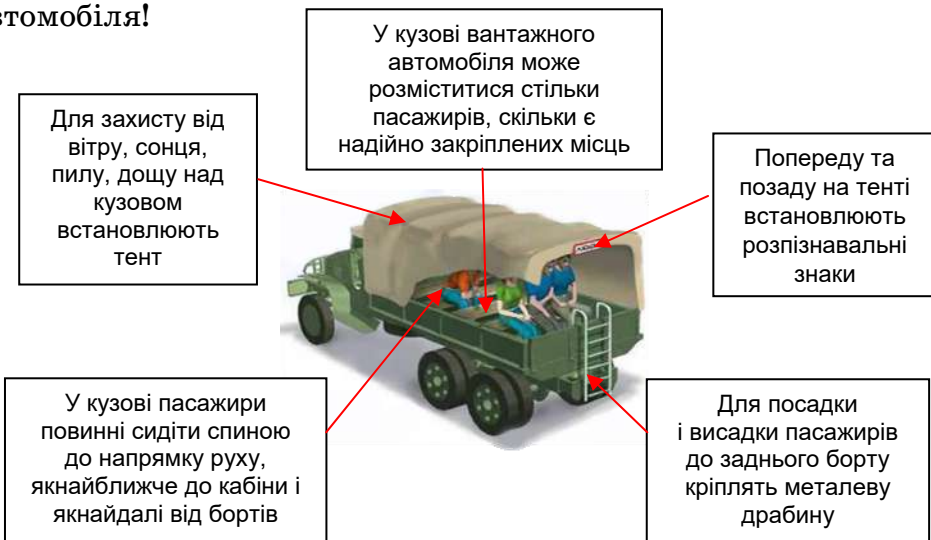 втомобіля!
У кузові вантажного
автомобіля може
розміститися стільки
пасажирів, скільки є
надійно закріплених місць
Для захисту від
вітру, сонця,
пилу, дощу над
кузовом
встановлюють
тент
Попереду та
позаду на тенті
встановлюють
розпізнавальні
знаки
У кузові пасажири
повинні сидіти спиною
до напрямку руху,
якнайближче до кабіни і
якнайдалі від бортів
Для посадки
і висадки пасажирів
до заднього борту
кріплять металеву
драбину